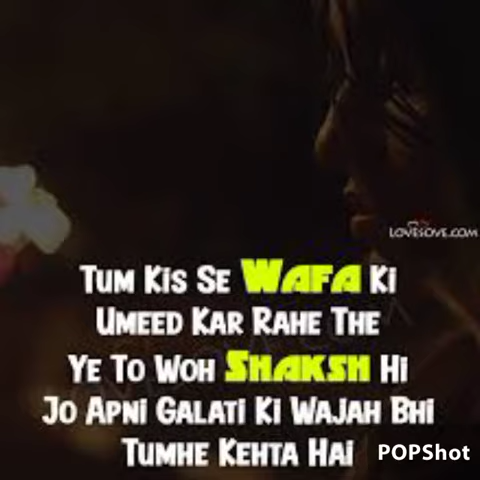 LOVESOVE.COM
TUM KIS SE WAFA KI
UMEED KAR RAHE THE
YE TO WOH SHAKSH HI
JO APNI GALATI KI WAJAH BHI
TUMHE KEHTA HAI
POPShot